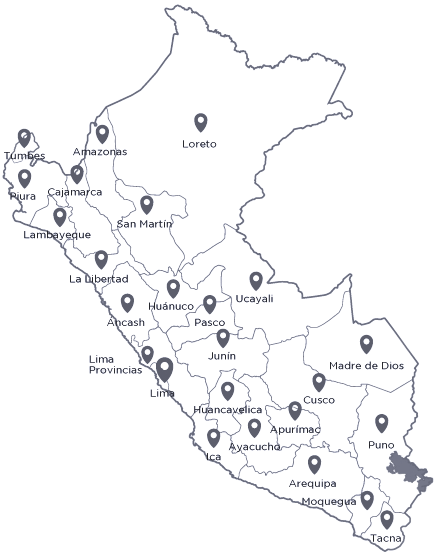 Tumbes
Amazonas
Loreto
Piura
Cajamarca
San Martín
Lambayeque
La Libertad
Huánuco
Ucayali
Áncash
Pasco
Lima
Provincias
Junín
Madre de Dios
Lima
Cusco
Huancavelica
Apurímac
Ayacucho
Puno
Ica
Arequipa
Moquegua
Tacna